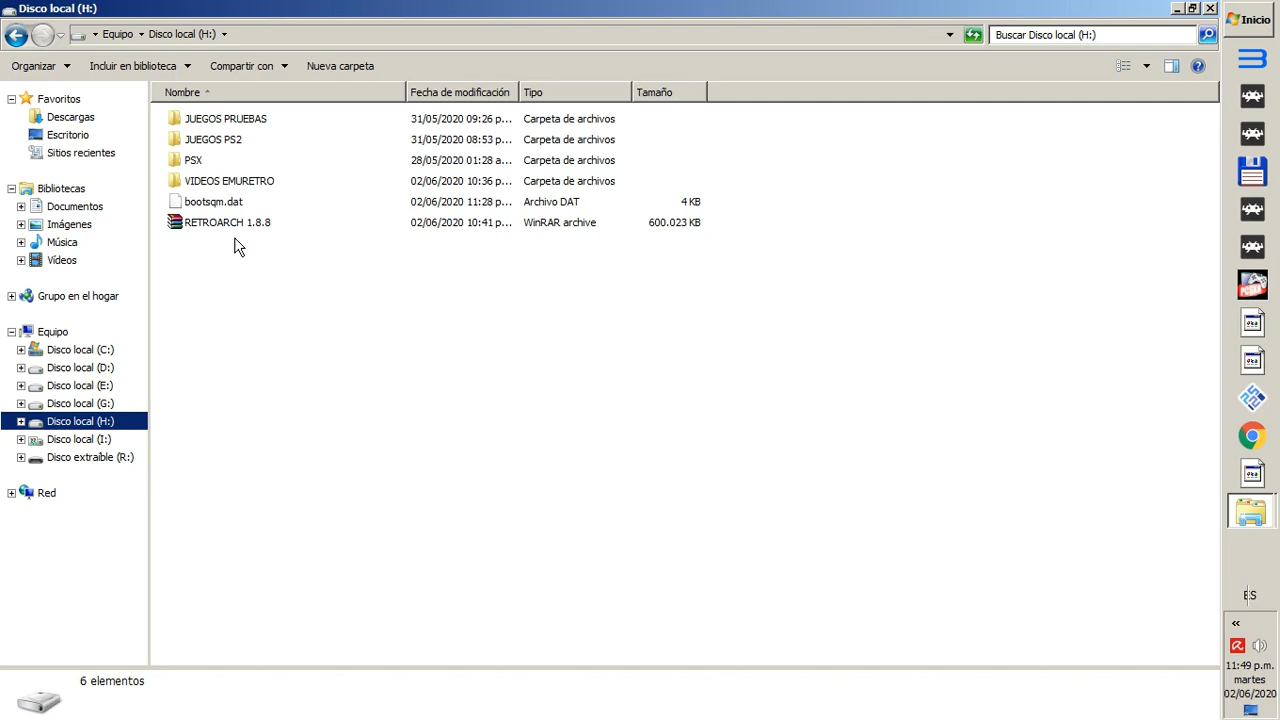 Disco local (H:)
Equipo Disco local (H:)
Buscar Disco local (H:)
Inicio
Organizar Incluir en biblioteca Compartir con Nueva carpeta
Nombre Fecha de modificación Tipo Tamaño
JUEGOS PRUEBAS 31/05/2020 09:26 p... Carpeta de archivos
JUEGOS PS2 31/05/2020 08:53 p... Carpeta de archivos
PSX 28/05/2020 01:28 a... Carpeta de archivos
VIDEOS EMURETRO 02/06/2020 10:36 p... Carpeta de archivos
bootsqm.dat 02/06/2020 11:28 p... Archivo DAT 4 KB
RETROARCH 1.8.8 02/06/2020 10:41 p... WinRAR archive 600.023 KB
Favoritos
Descargas
Escritorio
Sitios recientes
Bibliotecas
Documentos
Imágenes
Música
Vídeos
Grupo en el hogar
Equipo
Disco local (C:)
Disco local (D:)
Disco local (E:)
Disco local (G:)
Disco local (H:)
Disco local (I:)
Disco extraíble (R:)
Red
6 elementos
ES
«
11:49 p.m.
martes
02/06/2020